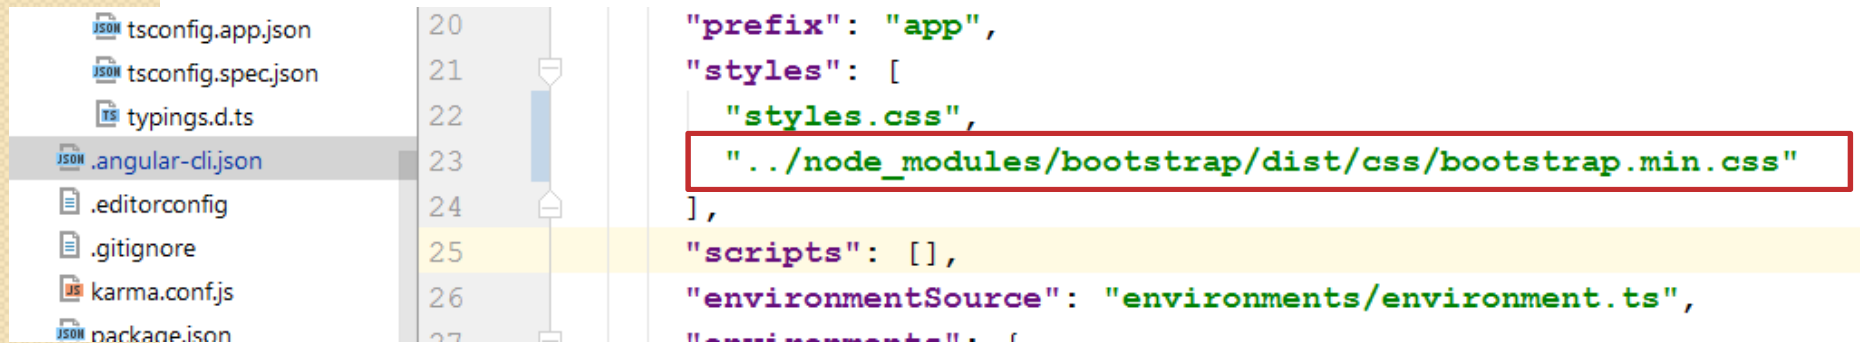 tsconfig.app.json
tsconfig.spec.json
typings.d.ts
.angular-cli.json
.editorconfig
.gitignore
karma.conf.js
package.json
20 "prefix": "app",
21 "styles": [
22 "styles.css",
23 "../node_modules/bootstrap/dist/css/bootstrap.min.css"
24 ],
25 "scripts": [],
26 "environmentSource": "environments/environment.ts",
27 "environments": {